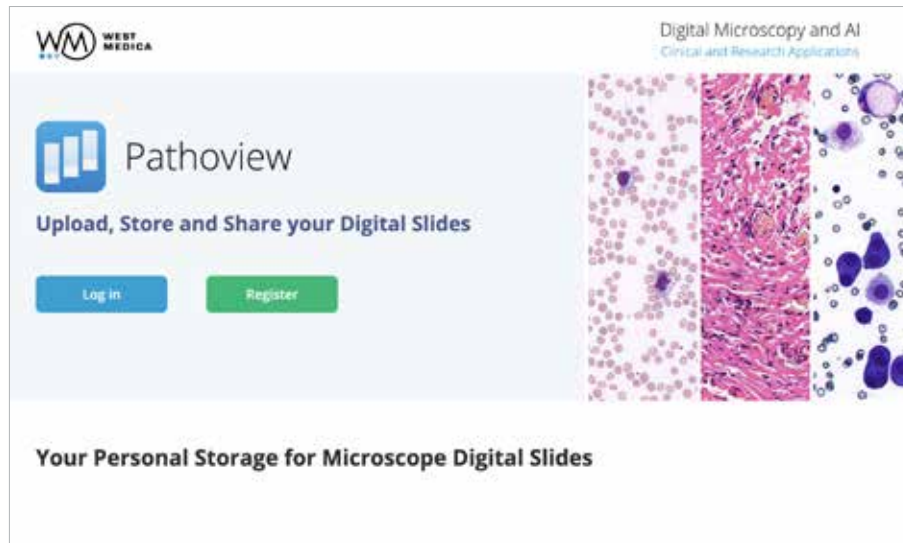 WM WEST
MEDICA
Digital Microscopy and AI
Clinical and Research Applications
Pathoview
Upload, Store and Share your Digital Slides
Log in
Register
Your Personal Storage for Microscope Digital Slides